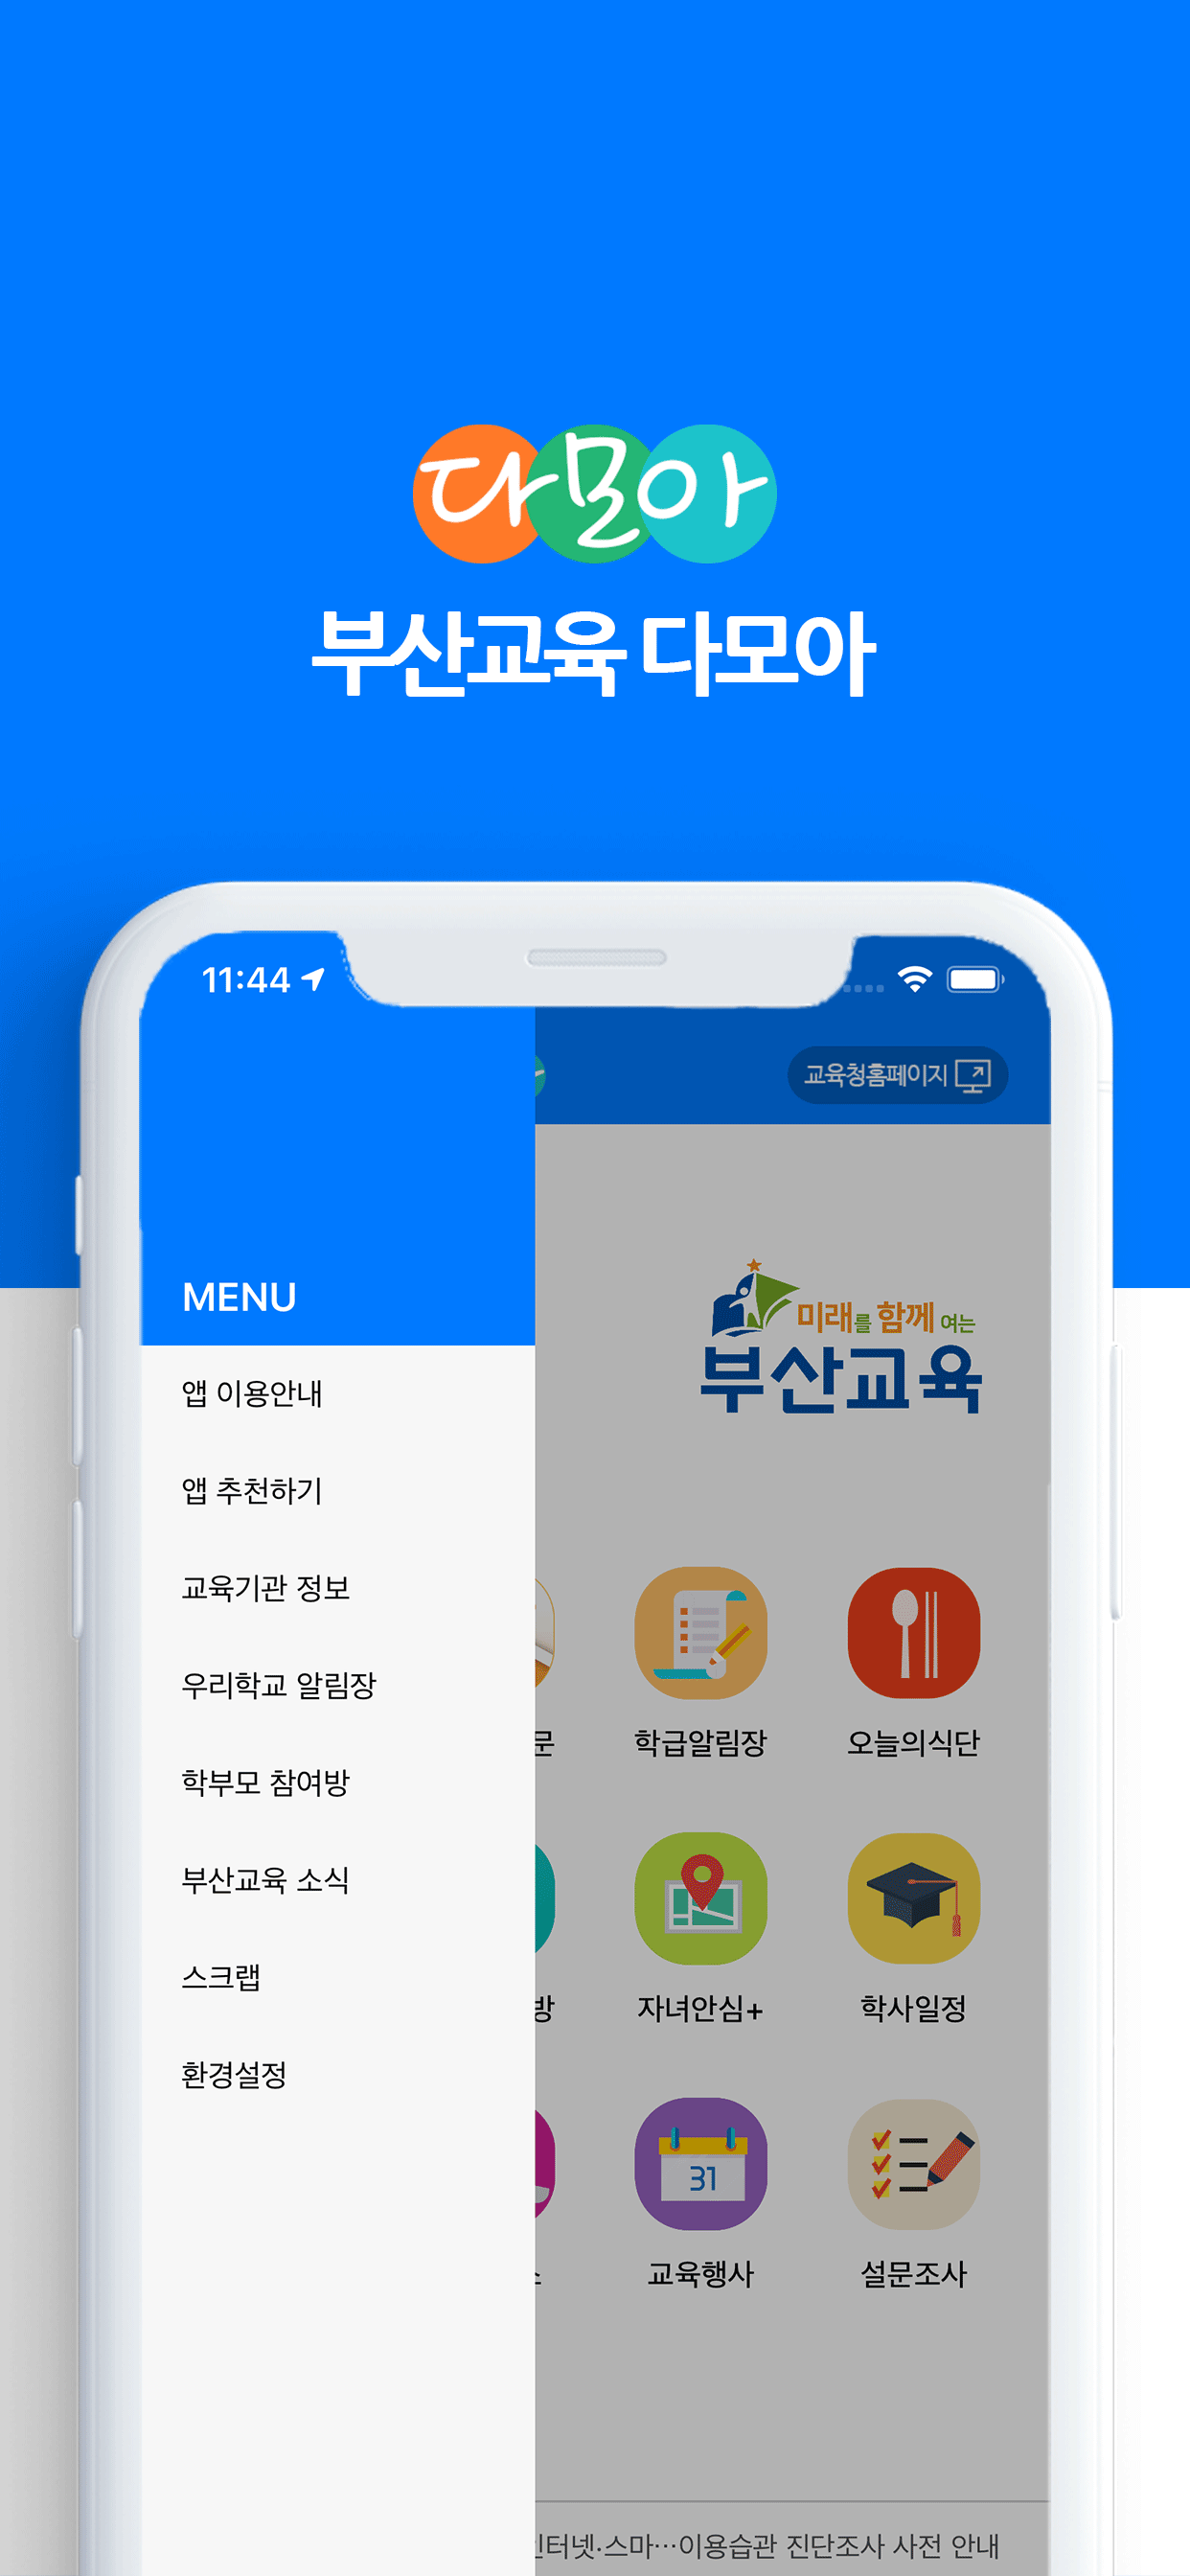 다모아
부산교육 다모아
11:44
교육청홈페이지
MENU
미래를 함께 여는
부산교육
앱 이용안내
앱 추천하기
교육기관 정보
우리학교 알림장
학부모 참여방
부산교육 소식
스크랩
환경설정
문 학급알림장 오늘의식단
방 자녀안심+ 학사일정
31
교육행사 설문조사
인터넷·스마…이용습관 진단조사 사전 안내